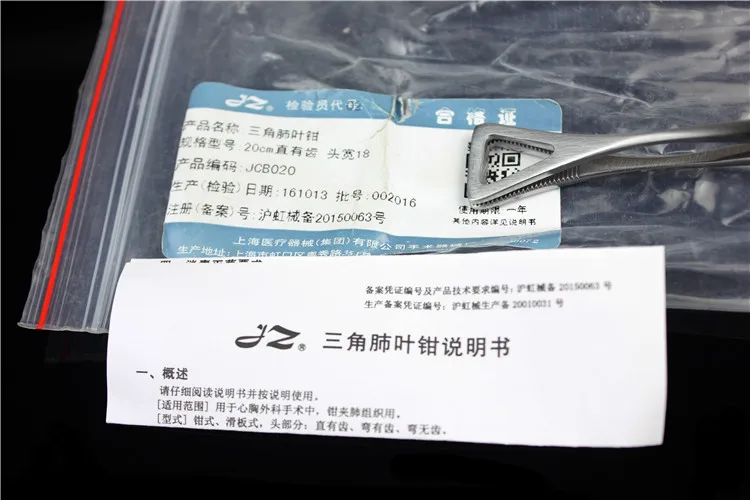 JZ 检验员代号 合格证
产品名称: 三角肺叶钳
规格型号: 20cm直有齿 头宽18
产品编码: JCB020
生产(检验)日期: 161013 批号: 002016
注册(备案)号: 沪虹械备20150063号
使用期限 一年
其他内容详见说明书
上海医疗器械(集团)有限公司手术器械
生产地址: 上海市虹口区
备案凭证编号及产品技术要求编号: 沪虹械备 20150063 号
生产备案凭证编号: 沪虹械生产备 20010031 号
JZ® 三角肺叶钳说明书
一、概述
请仔细阅读说明书并按说明使用。
[适用范围] 用于心胸外科手术中, 钳夹肺组织用。
[型式] 钳式、滑板式, 头部分: 直有齿、弯有齿、弯无齿。